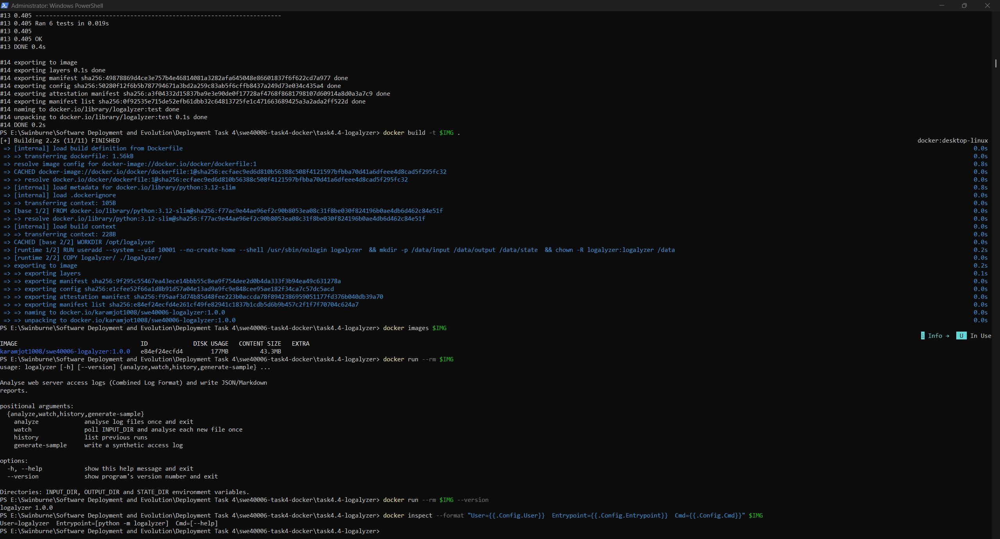 Administrator: Windows PowerShell
#13 0.405 ----------------------------------------------------------------------
#13 0.405 Ran 6 tests in 0.019s
#13 0.405
#13 0.405 OK
#13 DONE 0.4s
#14 exporting to image
#14 exporting layers 0.1s done
#14 exporting manifest sha256:49878869d4ce3e757b4e46814081a3282afa645048e86601837f6f622cd7a977 done
#14 exporting config sha256:50280f12f6b5b787794671a3bd2a259c83ab5f6cffb8437a249d73e034c435a4 done
#14 exporting attestation manifest sha256:a3f04332d15837ba9e3e90de0f17728af4768f8681798107d60914a8d0a3a7c9 done
#14 exporting manifest list sha256:0f92535e715de52efb61dbb32c64813725fe1c471663689425a3a2ada2ff522d done
#14 naming to docker.io/library/logalyzer:test done
#14 unpacking to docker.io/library/logalyzer:test 0.1s done
#14 DONE 0.2s
PS E:\Swinburne\Software Deployment and Evolution\Deployment Task 4\swe40006-task4-docker\task4.4-logalyzer> docker build -t $IMG .
[+] Building 2.2s (11/11) FINISHED docker:desktop-linux
=> [internal] load build definition from Dockerfile 0.0s
=> => transferring dockerfile: 1.56kB 0.0s
=> resolve image config for docker-image://docker.io/docker/dockerfile:1 0.8s
=> CACHED docker-image://docker.io/docker/dockerfile:1@sha256:ecfaec9ed6d810b56388c508f4121597bfbba70d41a6dfeee4d8cad5f295fc32 0.0s
=> => resolve docker.io/docker/dockerfile:1@sha256:ecfaec9ed6d810b56388c508f4121597bfbba70d41a6dfeee4d8cad5f295fc32 0.0s
=> [internal] load metadata for docker.io/library/python:3.12-slim 0.8s
=> [internal] load .dockerignore 0.0s
=> => transferring context: 105B 0.0s
=> [base 1/2] FROM docker.io/library/python:3.12-slim@sha256:f77ac9e44ae96ef2c90b8053ea08c31f8be030f824196b0ae4db6d462c84e51f 0.0s
=> => resolve docker.io/library/python:3.12-slim@sha256:f77ac9e44ae96ef2c90b8053ea08c31f8be030f824196b0ae4db6d462c84e51f 0.0s
=> [internal] load build context 0.0s
=> => transferring context: 228B 0.0s
=> CACHED [base 2/2] WORKDIR /opt/logalyzer 0.0s
=> [runtime 1/2] RUN useradd --system --uid 10001 --no-create-home --shell /usr/sbin/nologin logalyzer  && mkdir -p /data/input /data/output /data/state  && chown -R logalyzer:logalyzer /data 0.2s
=> [runtime 2/2] COPY logalyzer/ ./logalyzer/ 0.0s
=> exporting to image 0.2s
=> => exporting layers 0.1s
=> => exporting manifest sha256:9f295c55467ea43ece14bbb55c8ea9f754dee2d0b4da333f3b94ea49c631278a 0.0s
=> => exporting config sha256:e1cfee52f66a1d8b91d57a04e13ad9a9fc9e848cee95ae182f34ca7c57dc5acd 0.0s
=> => exporting attestation manifest sha256:f95aaf3d74b85d48fee223b0accda78f8942386959051177fd376b040db39a70 0.0s
=> => exporting manifest list sha256:e84ef24ecfd4e261cf49fe82941c1837b1cdb5d6b9b457c2f1f7f70704c624a7 0.0s
=> => naming to docker.io/karamjot1008/swe40006-logalyzer:1.0.0 0.0s
=> => unpacking to docker.io/karamjot1008/swe40006-logalyzer:1.0.0 0.0s
PS E:\Swinburne\Software Deployment and Evolution\Deployment Task 4\swe40006-task4-docker\task4.4-logalyzer> docker images $IMG
i Info → U In Use
IMAGE ID DISK USAGE CONTENT SIZE EXTRA
karamjot1008/swe40006-logalyzer:1.0.0 e84ef24ecfd4 177MB 43.3MB
PS E:\Swinburne\Software Deployment and Evolution\Deployment Task 4\swe40006-task4-docker\task4.4-logalyzer> docker run --rm $IMG
usage: logalyzer [-h] [--version] {analyze,watch,history,generate-sample} ...
Analyse web server access logs (Combined Log Format) and write JSON/Markdown
reports.
positional arguments:
{analyze,watch,history,generate-sample}
analyze analyse log files once and exit
watch poll INPUT_DIR and analyse each new file once
history list previous runs
generate-sample write a synthetic access log
options:
-h, --help show this help message and exit
--version show program's version number and exit
Directories: INPUT_DIR, OUTPUT_DIR and STATE_DIR environment variables.
PS E:\Swinburne\Software Deployment and Evolution\Deployment Task 4\swe40006-task4-docker\task4.4-logalyzer> docker run --rm $IMG --version
logalyzer 1.0.0
PS E:\Swinburne\Software Deployment and Evolution\Deployment Task 4\swe40006-task4-docker\task4.4-logalyzer> docker inspect --format "User={{.Config.User}}  Entrypoint={{.Config.Entrypoint}}  Cmd={{.Config.Cmd}}" $IMG
User=logalyzer  Entrypoint=[python -m logalyzer]  Cmd=[--help]
PS E:\Swinburne\Software Deployment and Evolution\Deployment Task 4\swe40006-task4-docker\task4.4-logalyzer>